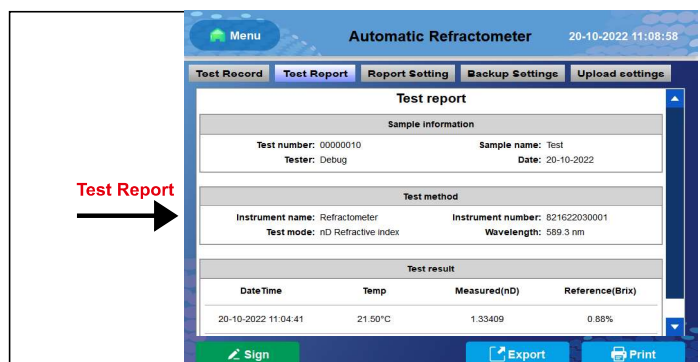 Menu
Automatic Refractometer
20-10-2022 11:08:58
Test Record
Test Report
Report Setting
Backup Settings
Upload settings
Test report
Sample information
Test number: 00000010
Sample name: Test
Tester: Debug
Date: 20-10-2022
Test Report
Test method
Instrument name: Refractometer
Instrument number: 821622030001
Test mode: nD Refractive index
Wavelength: 589.3 nm
Test result
DateTime
Temp
Measured(nD)
Reference(Brix)
20-10-2022 11:04:41
21.50°C
1.33409
0.88%
Sign
Export
Print